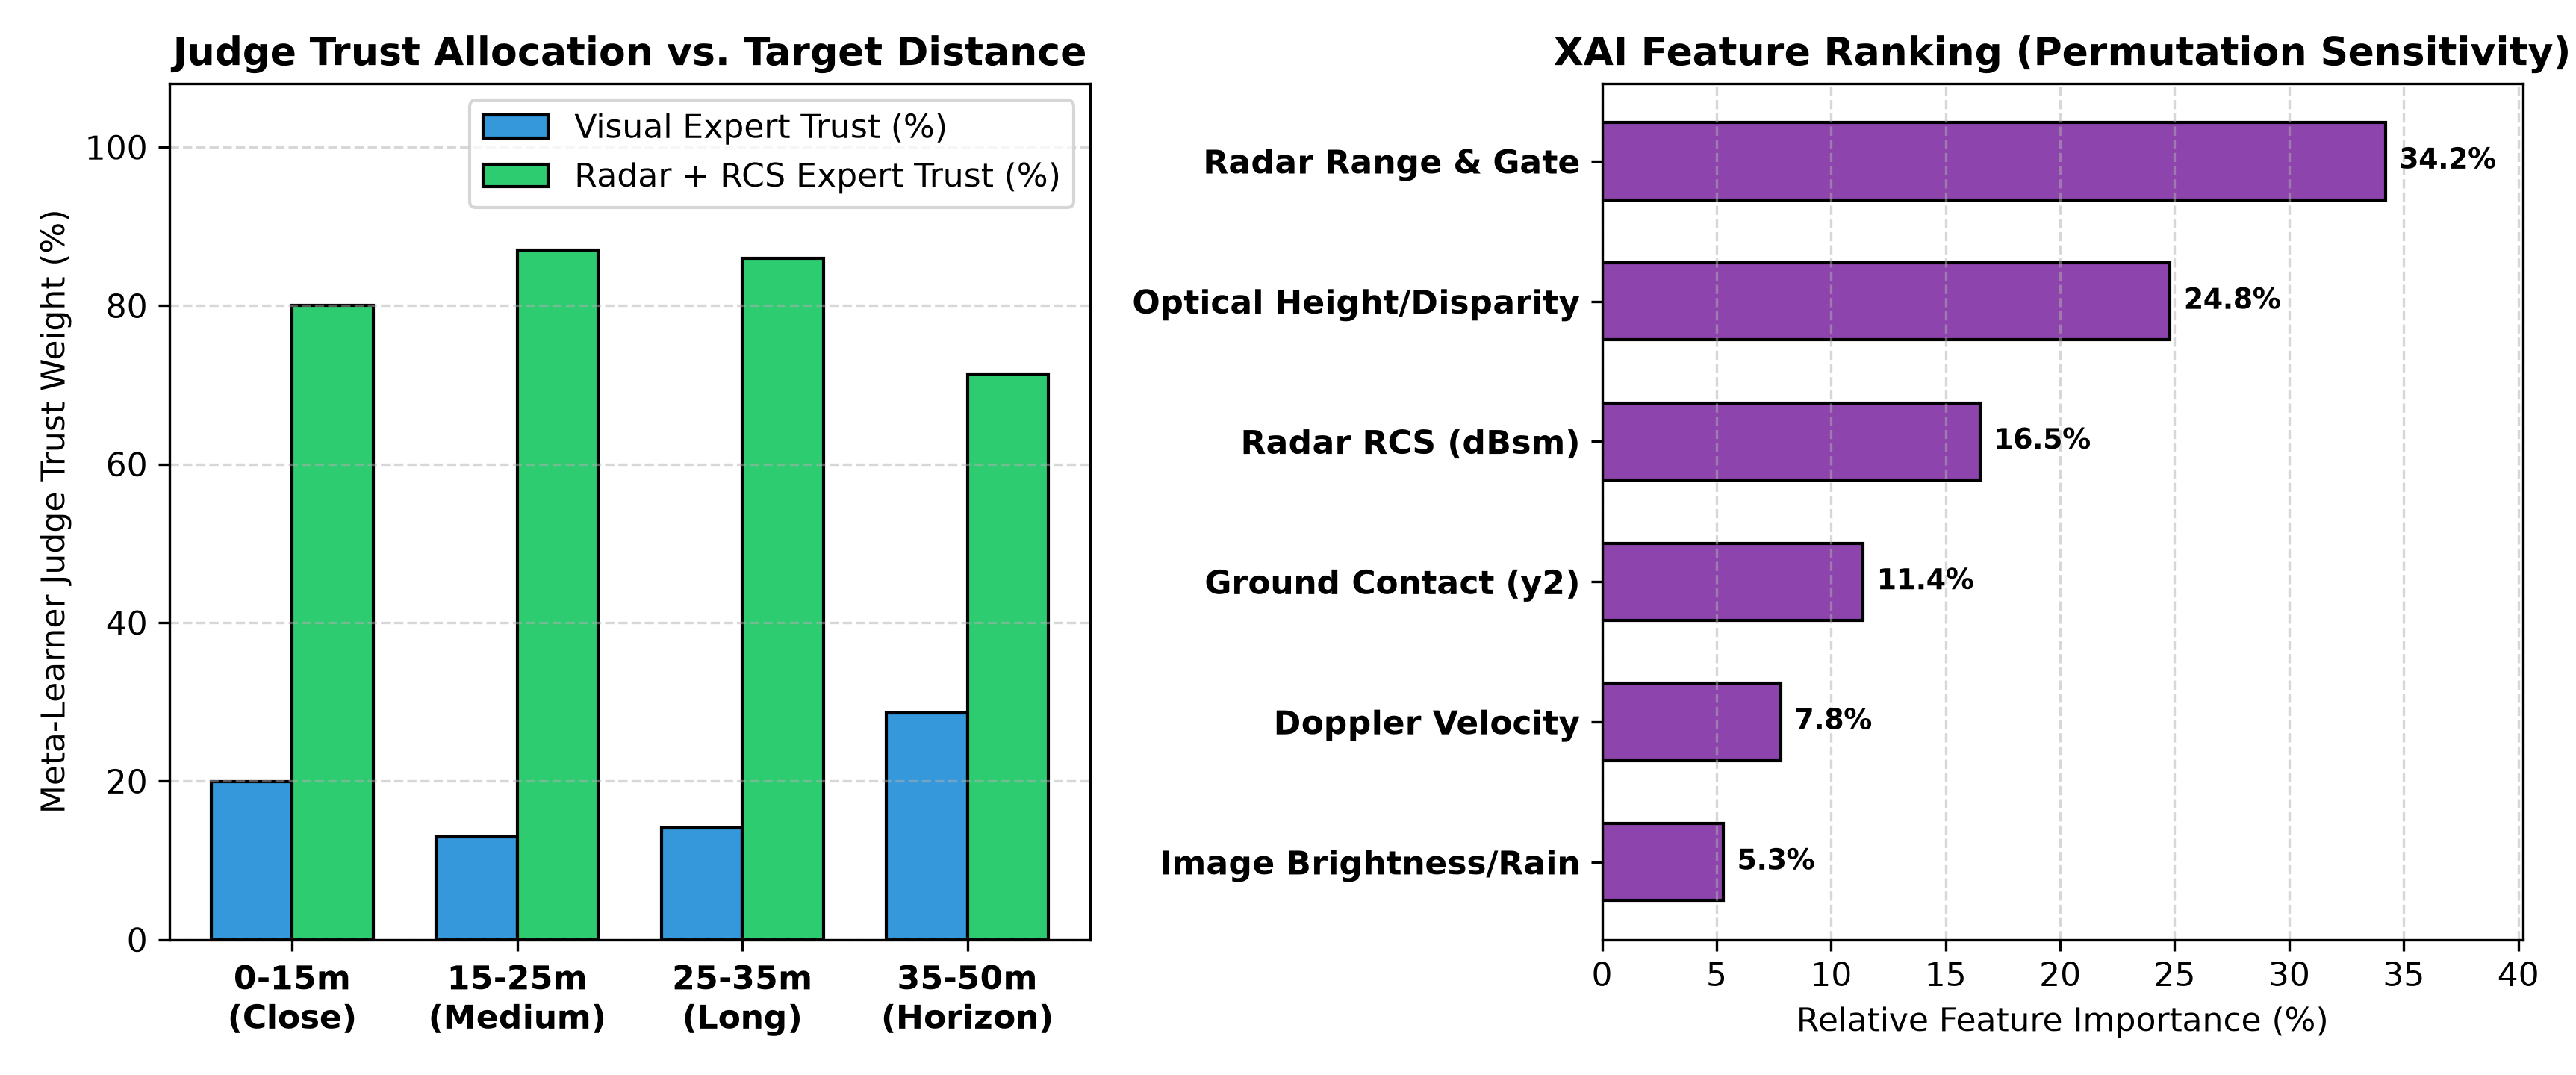 Judge Trust Allocation vs. Target Distance
Visual Expert Trust (%)
Radar + RCS Expert Trust (%)
Meta-Learner Judge Trust Weight (%)
100
80
60
40
20
0
0-15m
(Close)
15-25m
(Medium)
25-35m
(Long)
35-50m
(Horizon)
XAI Feature Ranking (Permutation Sensitivity)
Radar Range & Gate
34.2%
Optical Height/Disparity
24.8%
Radar RCS (dBsm)
16.5%
Ground Contact (y2)
11.4%
Doppler Velocity
7.8%
Image Brightness/Rain
5.3%
0 5 10 15 20 25 30 35 40
Relative Feature Importance (%)